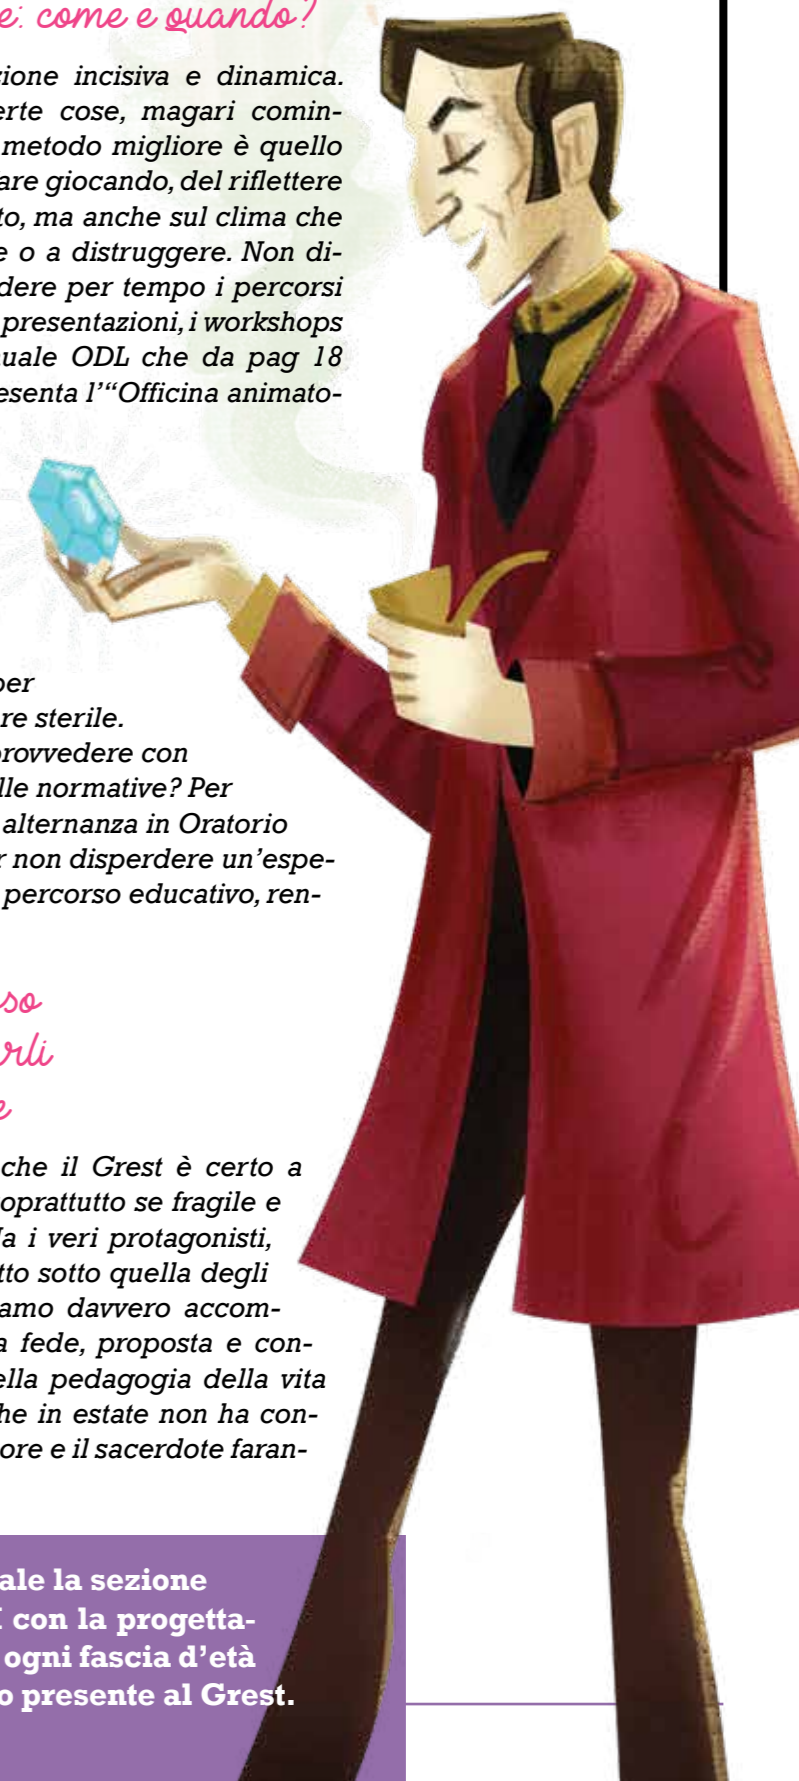 e: come e quando?
zione incisiva e dinamica.
erte cose, magari comin-
metodo migliore è quello
are giocando, del riflettere
to, ma anche sul clima che
e o a distruggere. Non di-
dere per tempo i percorsi
presentazioni, i workshops
uale ODL che da pag 18
esenta l’“Officina animato-
per
re sterile.
provvedere con
lle normative? Per
alternanza in Oratorio
r non disperdere un’espe-
percorso educativo, ren-
so
rli
e
che il Grest è certo a
soprattutto se fragile e
Ma i veri protagonisti,
tto sotto quella degli
amo davvero accom-
a fede, proposta e con-
ella pedagogia della vita
he in estate non ha con-
ore e il sacerdote faran-
ale la sezione
I con la progetta-
ogni fascia d’età
o presente al Grest.